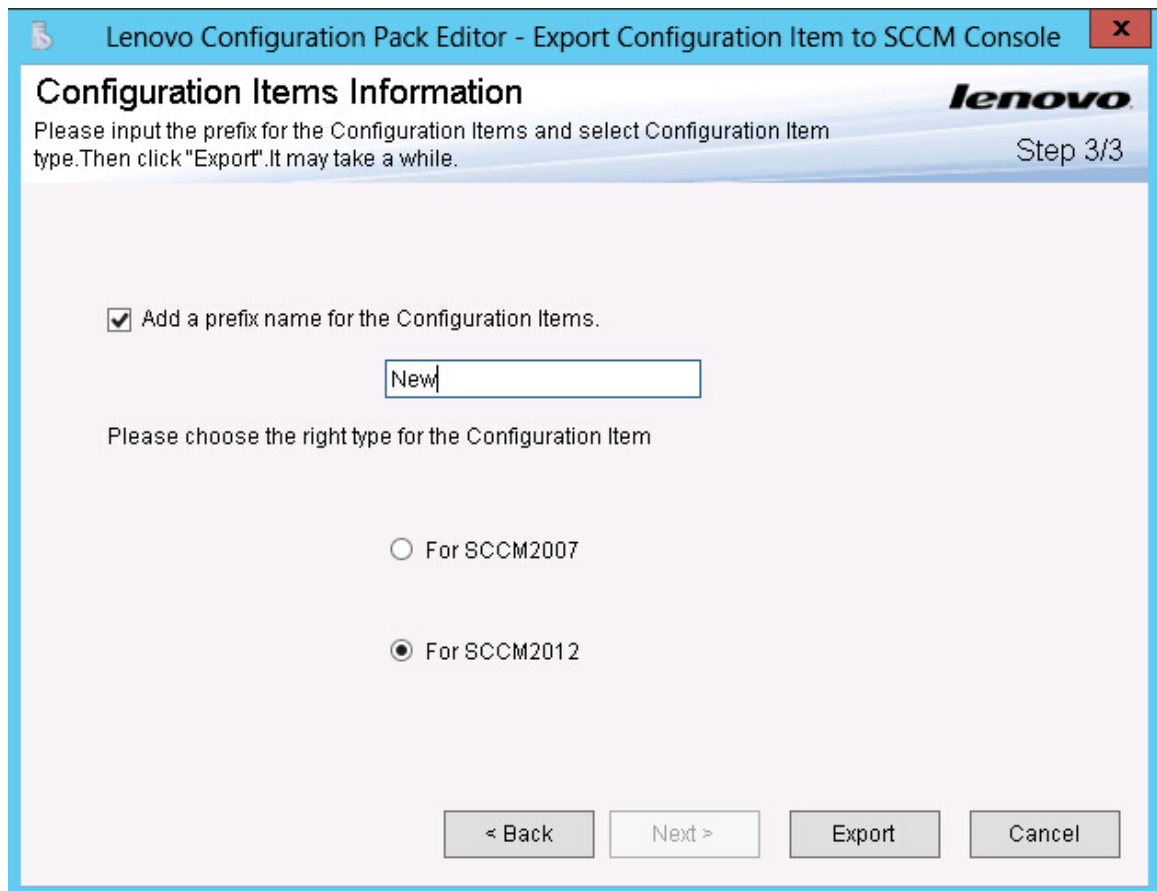 Lenovo Configuration Pack Editor - Export Configuration Item to SCCM Console
x
Configuration Items Information
lenovo
Please input the prefix for the Configuration Items and select Configuration Item
type.Then click "Export".It may take a while.
Step 3/3
Add a prefix name for the Configuration Items.
New
Please choose the right type for the Configuration Item
For SCCM2007
For SCCM2012
< Back
Next >
Export
Cancel